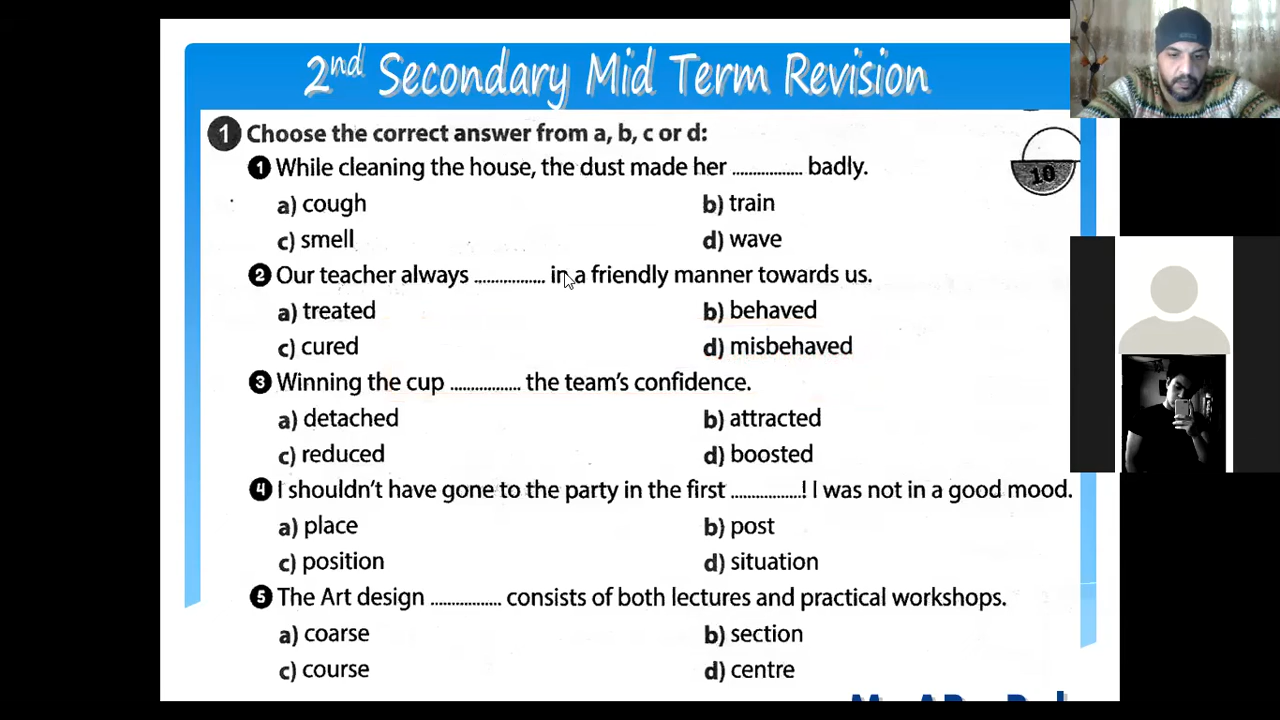 2nd Secondary Mid Term Revision
1 Choose the correct answer from a, b, c or d:
10
1 While cleaning the house, the dust made her ................. badly.
a) cough b) train
c) smell d) wave
2 Our teacher always ................. in a friendly manner towards us.
a) treated b) behaved
c) cured d) misbehaved
3 Winning the cup ................. the team's confidence.
a) detached b) attracted
c) reduced d) boosted
4 I shouldn't have gone to the party in the first .................! I was not in a good mood.
a) place b) post
c) position d) situation
5 The Art design ................. consists of both lectures and practical workshops.
a) coarse b) section
c) course d) centre